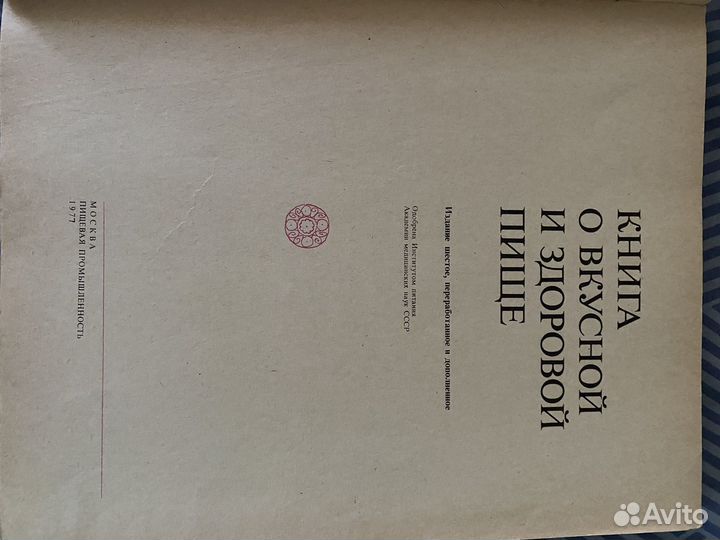 КНИГА
О ВКУСНОЙ
И ЗДОРОВОЙ
ПИЩЕ
Издание шестое, переработанное и дополненное
Одобрена Институтом питания
Академии медицинских наук СССР
МОСКВА
ПИЩЕВАЯ ПРОМЫШЛЕННОСТЬ
1977
Avito